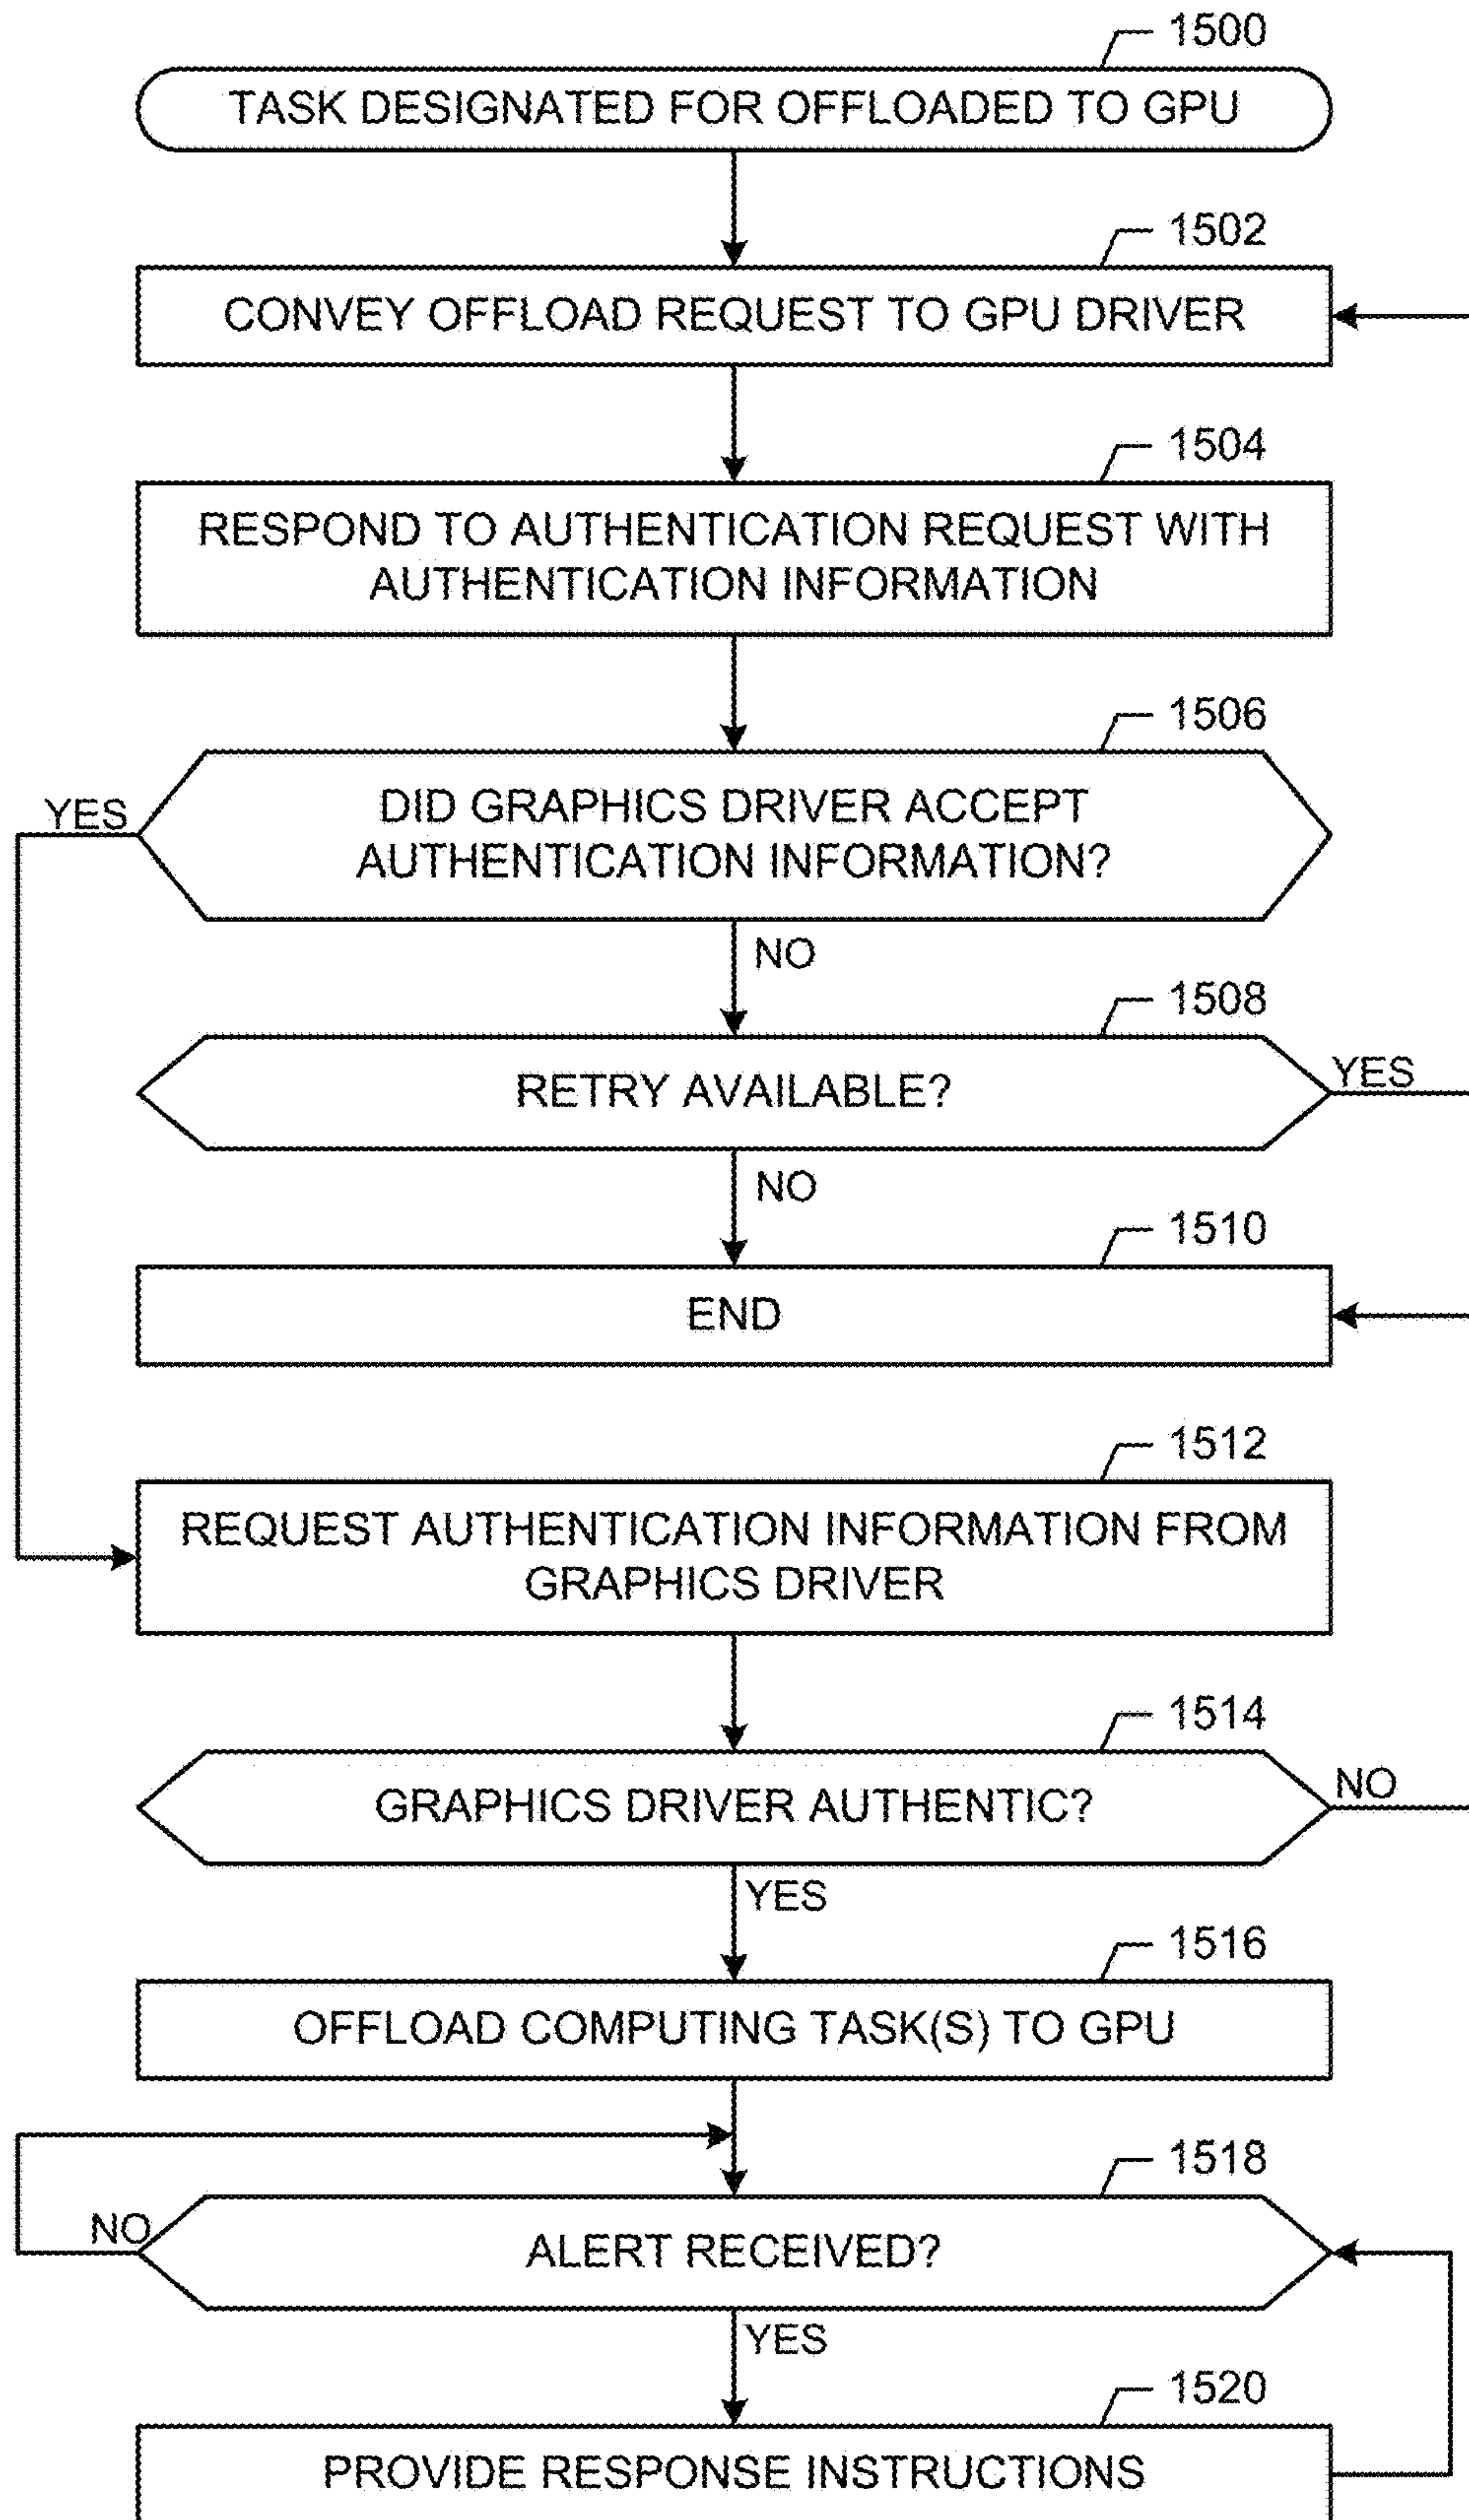 1500
TASK DESIGNATED FOR OFFLOADED TO GPU
1502
CONVEY OFFLOAD REQUEST TO GPU DRIVER
1504
RESPOND TO AUTHENTICATION REQUEST WITH
AUTHENTICATION INFORMATION
1506
YES
DID GRAPHICS DRIVER ACCEPT
AUTHENTICATION INFORMATION?
NO
1508
RETRY AVAILABLE?
YES
NO
1510
END
1512
REQUEST AUTHENTICATION INFORMATION FROM
GRAPHICS DRIVER
1514
GRAPHICS DRIVER AUTHENTIC?
NO
YES
1516
OFFLOAD COMPUTING TASK(S) TO GPU
1518
NO
ALERT RECEIVED?
YES
1520
PROVIDE RESPONSE INSTRUCTIONS